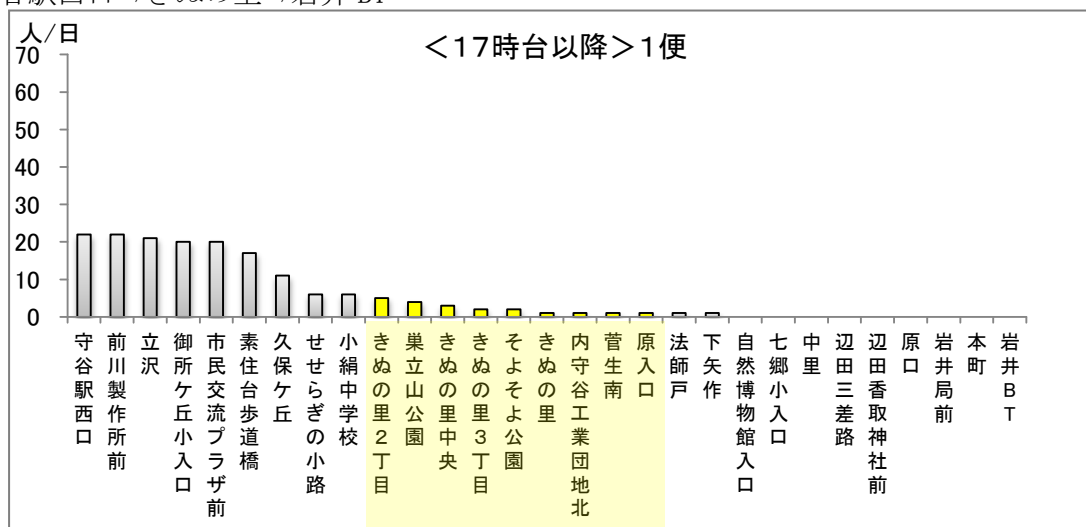 人/日
<17時台以降>1便
70
60
50
40
30
20
10
0
守谷駅西口
前川製作所前
立沢
御所ケ丘小入口
市民交流プラザ前
素住台歩道橋
久保ケ丘
せせらぎの小路
小絹中学校
きぬの里2丁目
巣立山公園
きぬの里中央
きぬの里3丁目
そよそよ公園
きぬの里
内守谷工業団地北
菅生南
原入口
法師戸
下矢作
自然博物館入口
七郷小入口
中里
辺田三差路
辺田香取神社前
原口
岩井局前
本町
岩井BT